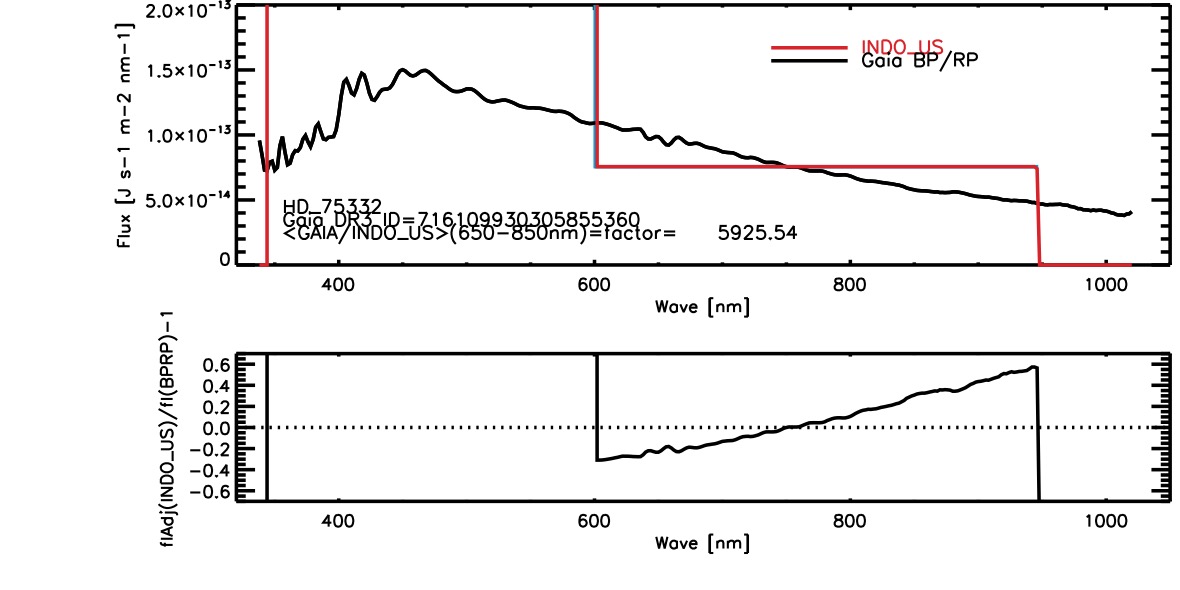 2.0×10−13
1.5×10−13
1.0×10−13
5.0×10−14
0
Flux [J s−1 m−2 nm−1]
INDO_US
Gaia BP/RP
HD_75332
Gaia DR3 ID=716109930305855360
<GAIA/INDO_US>(650−850nm)=factor= 5925.54
400 600 800 1000
Wave [nm]
flAdj(INDO_US)/fl(BPRP)−1
0.6
0.4
0.2
0.0
−0.2
−0.4
−0.6
400 600 800 1000
Wave [nm]